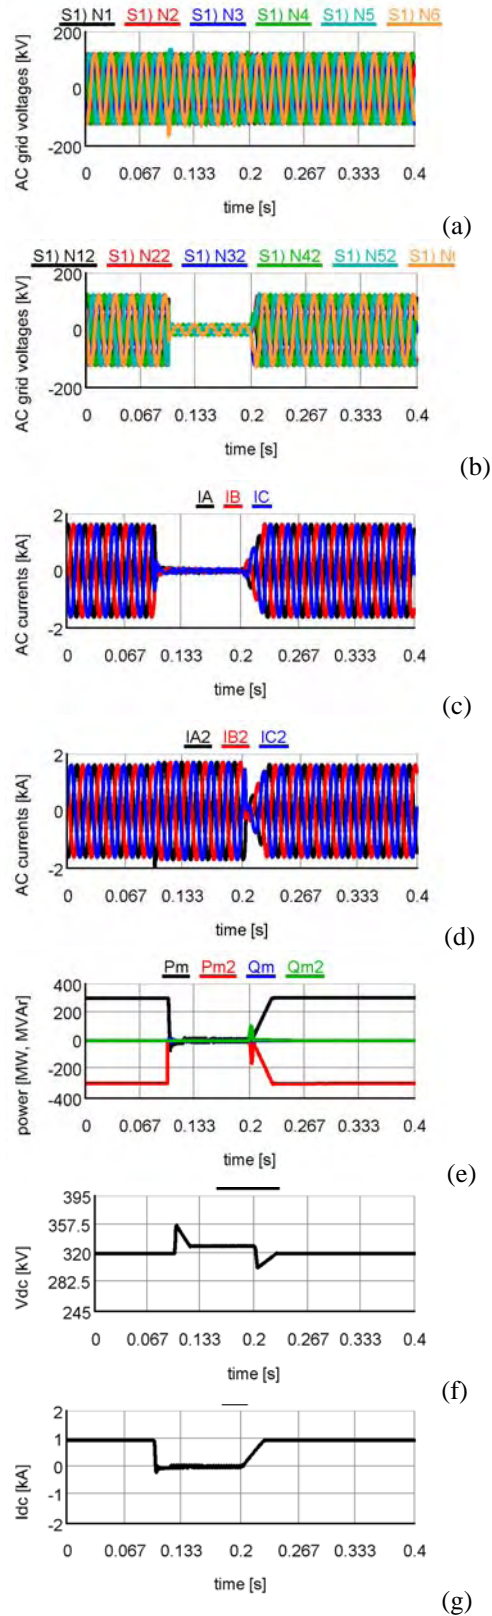 S1) N1 S1) N2 S1) N3 S1) N4 S1) N5 S1) N6
200
0
-200
AC grid voltages [kV]
0 0.067 0.133 0.2 0.267 0.333 0.4
time [s]
(a)
S1) N12 S1) N22 S1) N32 S1) N42 S1) N52 S1) N
200
0
-200
AC grid voltages [kV]
0 0.067 0.133 0.2 0.267 0.333 0.4
time [s]
(b)
IA IB IC
2
0
-2
AC currents [kA]
0 0.067 0.133 0.2 0.267 0.333 0.4
time [s]
(c)
IA2 IB2 IC2
2
0
-2
AC currents [kA]
0 0.067 0.133 0.2 0.267 0.333 0.4
time [s]
(d)
Pm Pm2 Qm Qm2
400
200
0
-200
-400
power [MW, MVAr]
0 0.067 0.133 0.2 0.267 0.333 0.4
time [s]
(e)
395
357.5
320
282.5
245
Vdc [kV]
0 0.067 0.133 0.2 0.267 0.333 0.4
time [s]
(f)
2
1
0
-1
-2
Idc [kA]
0 0.067 0.133 0.2 0.267 0.333 0.4
time [s]
(g)